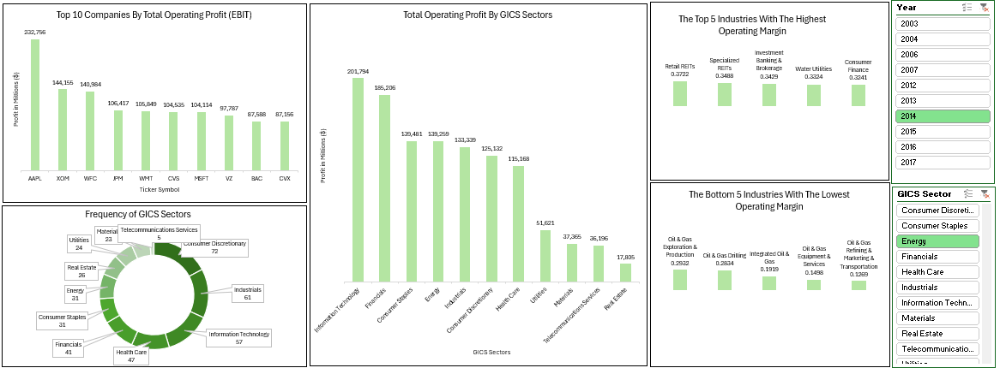 Top 10 Companies By Total Operating Profit (EBIT)
Profit in Millions ($)
232,756
144,155
140,984
106,417
105,849
104,535
104,114
97,787
87,588
87,156
AAPL
XOM
WFC
JPM
WMT
CVS
MSFT
VZ
BAC
CVX
Ticker Symbol
Frequency of GICS Sectors
Telecommunications Services
5
Consumer Discretionary
72
Industrials
61
Information Technology
57
Health Care
47
Financials
41
Consumer Staples
31
Energy
31
Real Estate
26
Utilities
24
Material
23
Total Operating Profit By GICS Sectors
Profit in Millions ($)
201,794
185,206
139,481
139,259
133,339
125,132
115,168
51,621
37,365
36,196
17,805
Information Technology
Financials
Consumer Staples
Energy
Industrials
Consumer Discretionary
Health Care
Utilities
Materials
Telecommunications Services
Real Estate
GICS Sectors
The Top 5 Industries With The Highest
Operating Margin
Retail REITs
0.3722
Specialized
REITs
0.3488
Investment
Banking &
Brokerage
0.3429
Water Utilities
0.3324
Consumer
Finance
0.3241
The Bottom 5 Industries With The Lowest
Operating Margin
Oil & Gas
Exploration &
Production
0.2932
Oil & Gas Drilling
0.2834
Integrated Oil &
Gas
0.1919
Oil & Gas
Equipment &
Services
0.1498
Oil & Gas
Refining &
Marketing &
Transportation
0.1269
Year
2003
2004
2006
2007
2012
2013
2014
2015
2016
2017
GICS Sector
Consumer Discreti...
Consumer Staples
Energy
Financials
Health Care
Industrials
Information Techn...
Materials
Real Estate
Telecommunicatio...